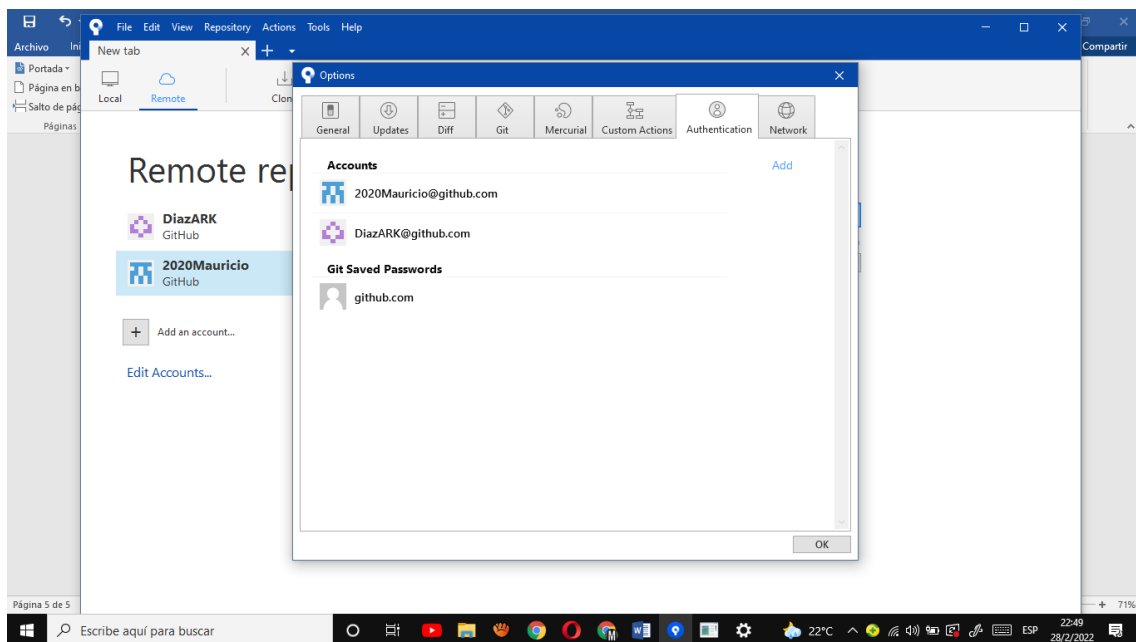 File Edit View Repository Actions Tools Help
Archivo
New tab
Compartir
Portada
Página en b
Salto de pág
Páginas
Local Remote Clon
Options
General Updates Diff Git Mercurial Custom Actions Authentication Network
Remote re
DiazARK
GitHub
2020Mauricio
GitHub
Add an account...
Edit Accounts...
Accounts Add
2020Mauricio@github.com
DiazARK@github.com
Git Saved Passwords
github.com
OK
Página 5 de 5
71%
Escribe aquí para buscar
22°C
ESP
22:49
28/2/2022